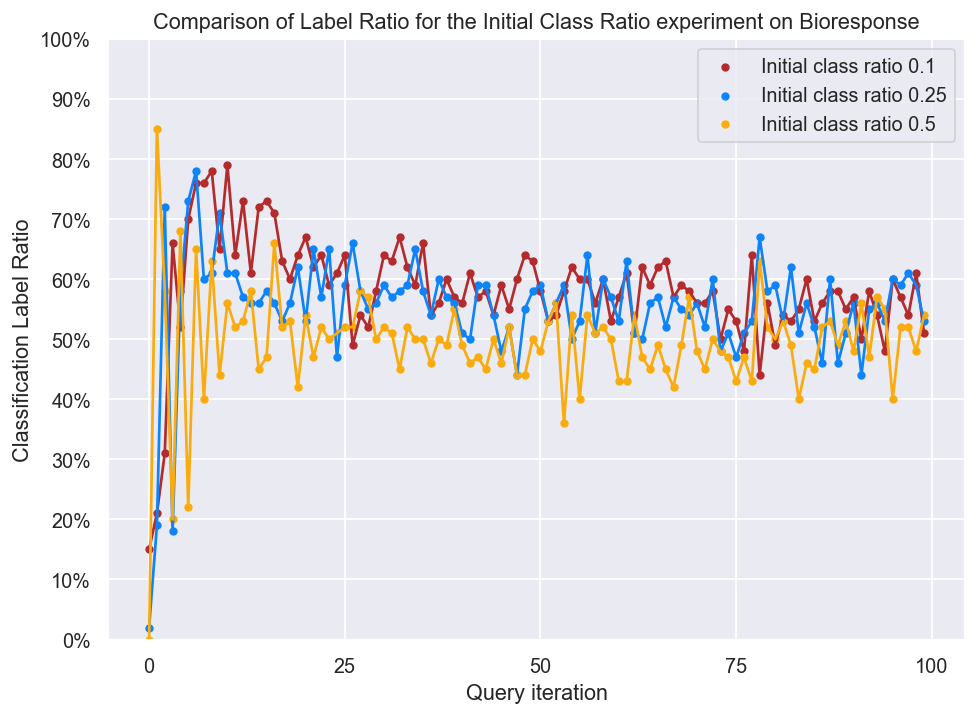 Comparison of Label Ratio for the Initial Class Ratio experiment on Bioresponse
100%
90%
80%
70%
60%
50%
40%
30%
20%
10%
0%
Classification Label Ratio
Initial class ratio 0.1
Initial class ratio 0.25
Initial class ratio 0.5
0 25 50 75 100
Query iteration